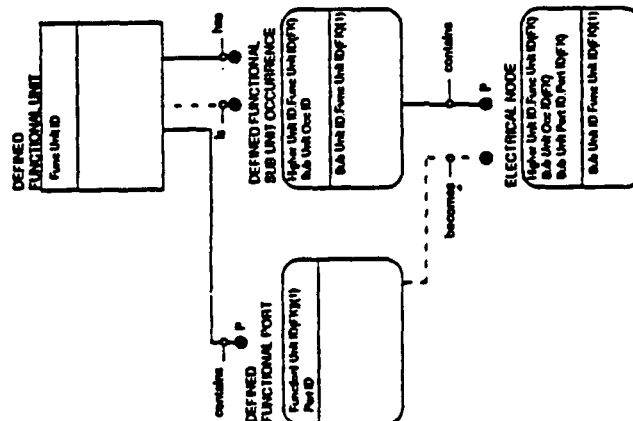 DEFINED
FUNCTIONAL UNIT
Func Unit ID
has
is
contains
P
DEFINED
FUNCTIONAL PORT
Functnl Unit ID(FK)(1)
Port ID
DEFINED FUNCTIONAL
SUB UNIT OCCURRENCE
Higher Unit ID.Func Unit ID(FK)
Sub Unit Occ ID
Sub Unit ID.Func Unit ID(FK)(1)
contains
P
becomes
ELECTRICAL NODE
Higher Unit ID.Func Unit ID(FK)
Sub Unit Occ ID(FK)
Sub Unit Port ID.Port ID(FK)
Sub Unit ID.Func Unit ID(FK)(1)